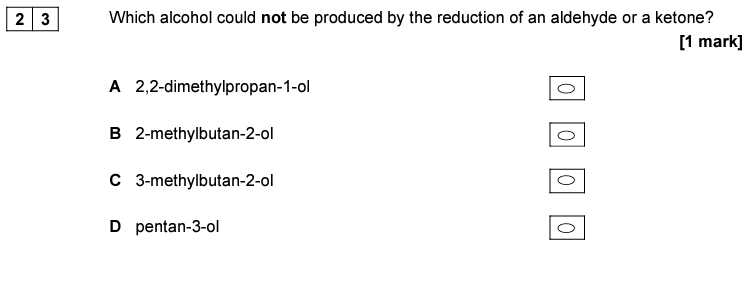 2 3 Which alcohol could not be produced by the reduction of an aldehyde or a ketone?
[1 mark]
A 2,2-dimethylpropan-1-ol
B 2-methylbutan-2-ol
C 3-methylbutan-2-ol
D pentan-3-ol